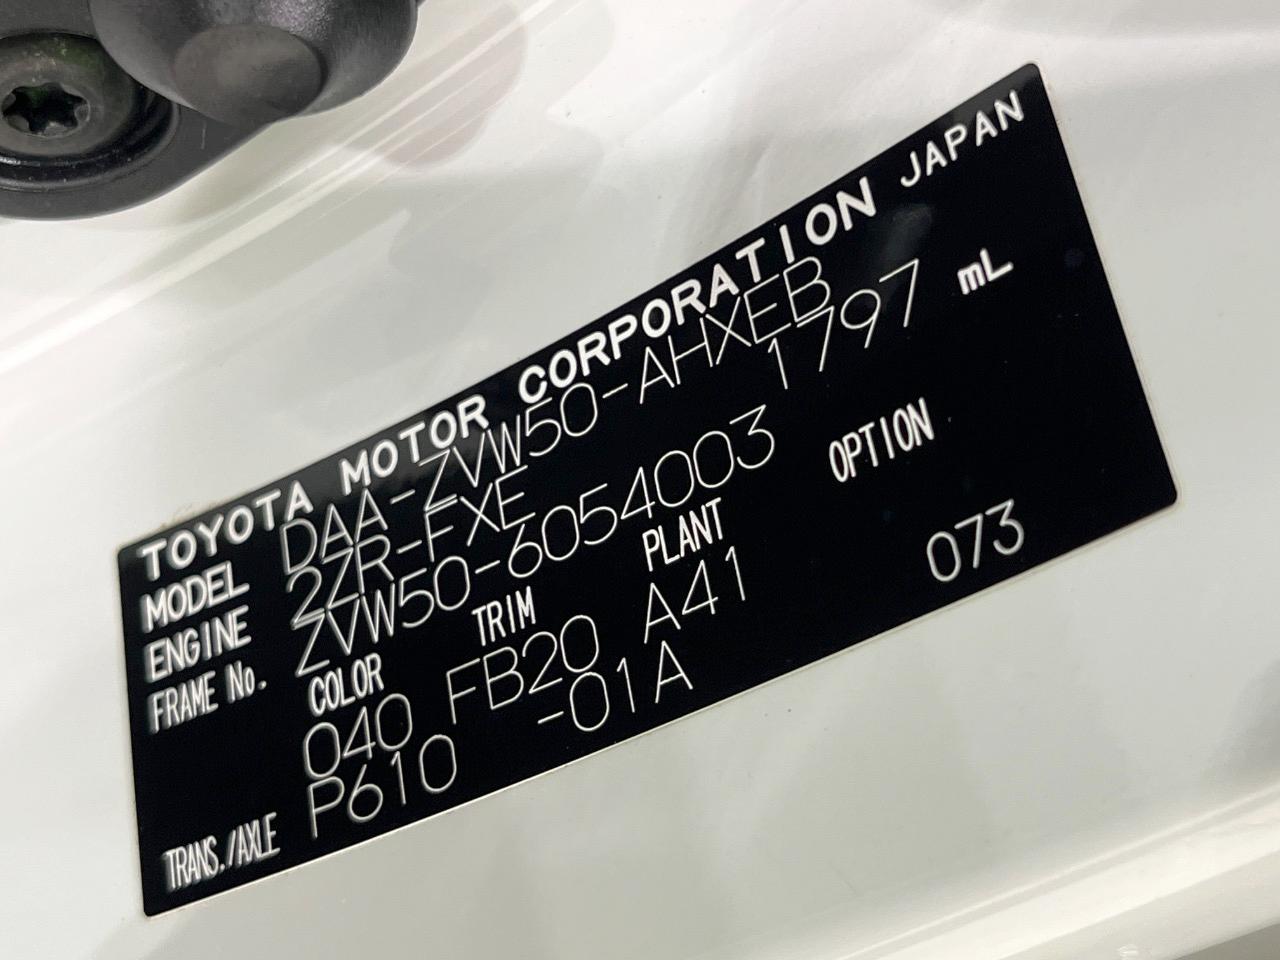 TOYOTA MOTOR CORPORATION JAPAN
MODEL DAA-ZVW50-AHXEB
ENGINE 2ZR-FXE 1797 mL
FRAME No. ZVW50-6054003
COLOR TRIM PLANT OPTION
040 FB20 A41 073
TRANS./AXLE P610 -01A